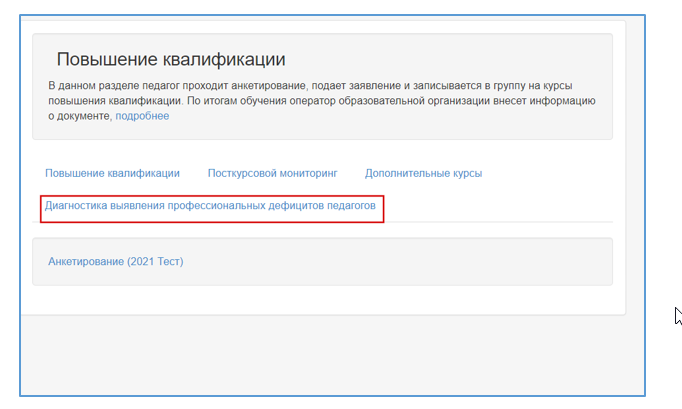 Повышение квалификации
В данном разделе педагог проходит анкетирование, подает заявление и записывается в группу на курсы
повышения квалификации. По итогам обучения оператор образовательной организации внесет информацию
о документе, подробнее
Повышение квалификации Посткурсовой мониторинг Дополнительные курсы
Диагностика выявления профессиональных дефицитов педагогов
Анкетирование (2021 Тест)